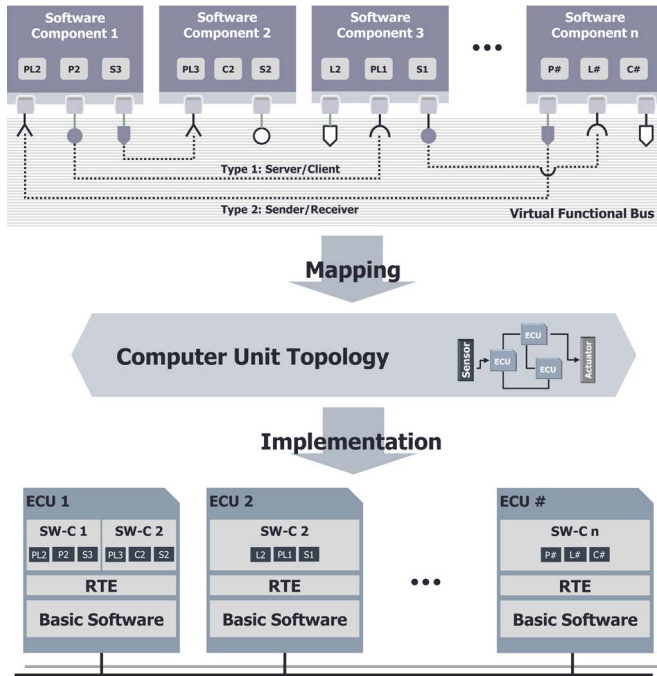 Software
Component 1
Software
Component 2
Software
Component 3
Software
Component n
PL2 P2 S3
PL3 C2 S2
L2 PL1 S1
P# L# C#
Type 1: Server/Client
Type 2: Sender/Receiver
Virtual Functional Bus
Mapping
Computer Unit Topology
Sensor
ECU
ECU
ECU
Actuator
Implementation
ECU 1
SW-C 1
SW-C 2
PL2 P2 S3
PL3 C2 S2
RTE
Basic Software
ECU 2
SW-C 2
L2 PL1 S1
RTE
Basic Software
ECU #
SW-C n
P# L# C#
RTE
Basic Software